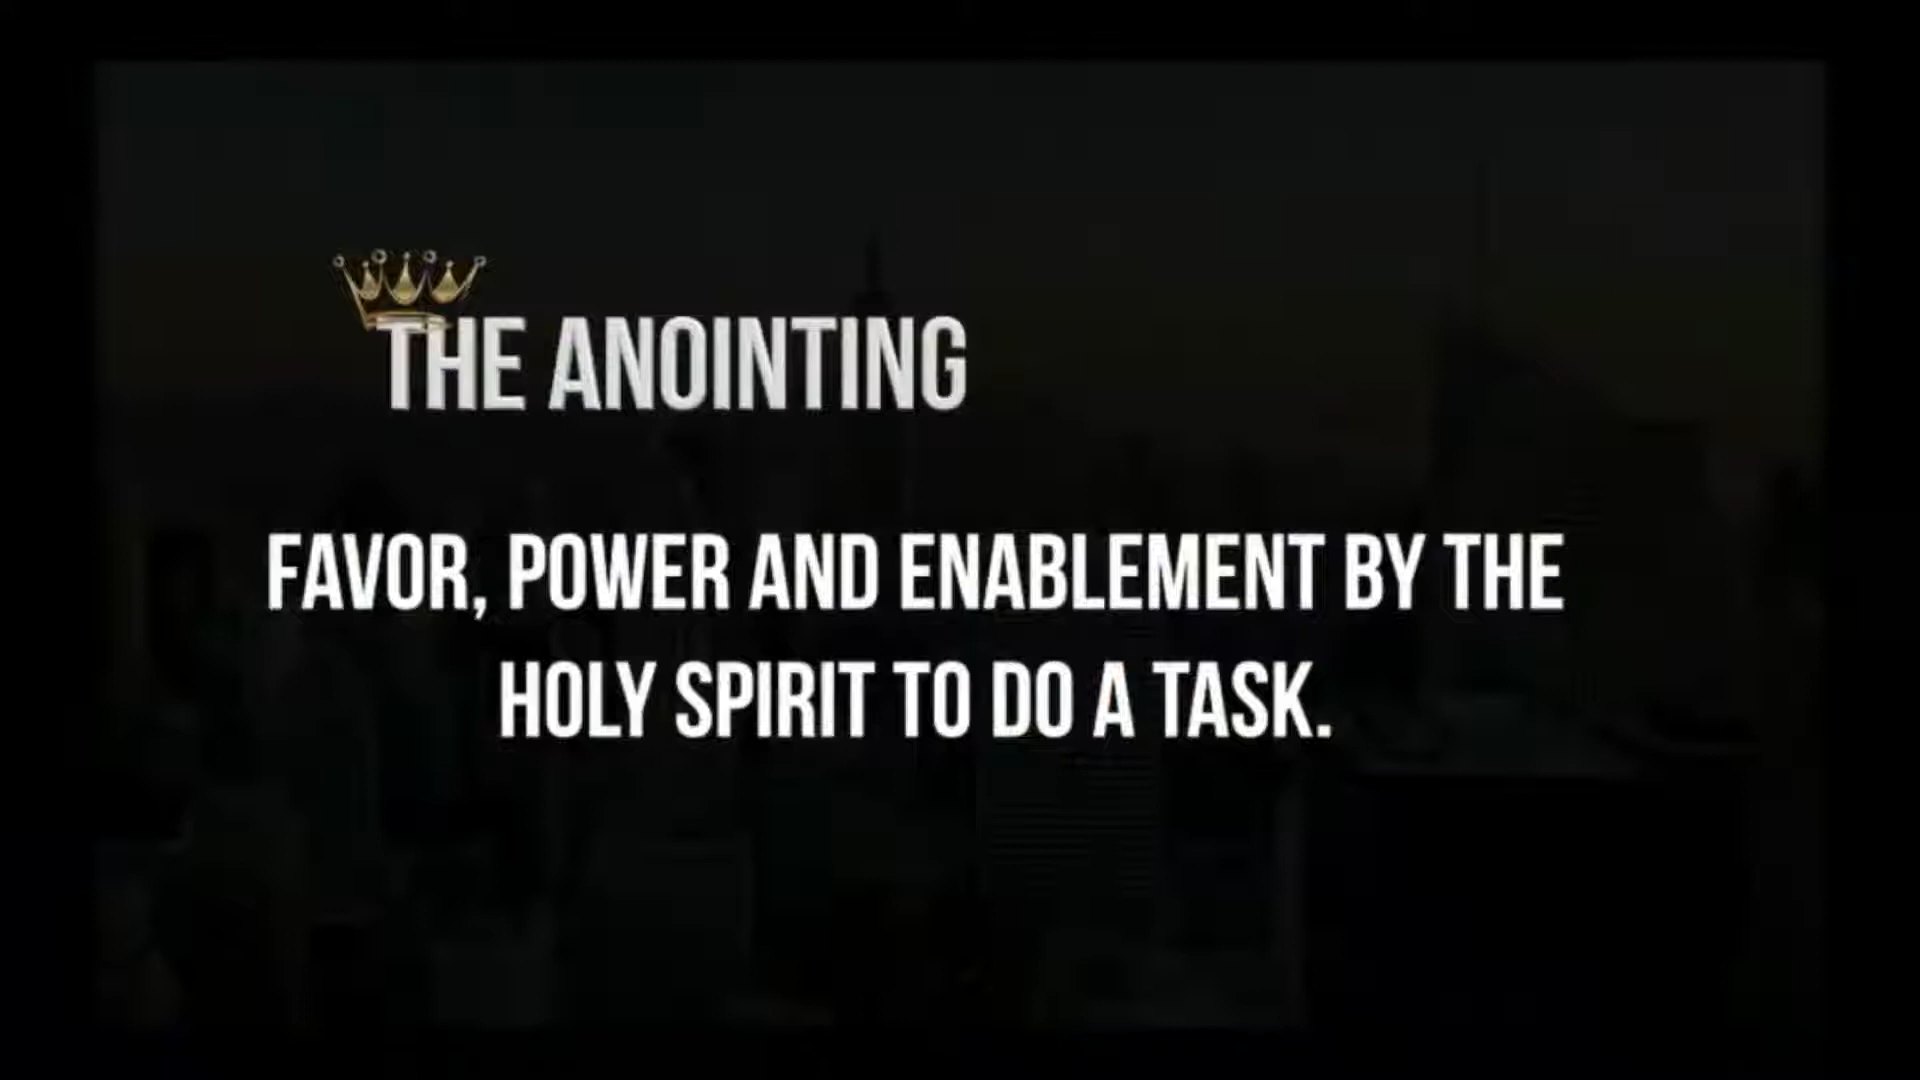 THE ANOINTING
FAVOR, POWER AND ENABLEMENT BY THE
HOLY SPIRIT TO DO A TASK.